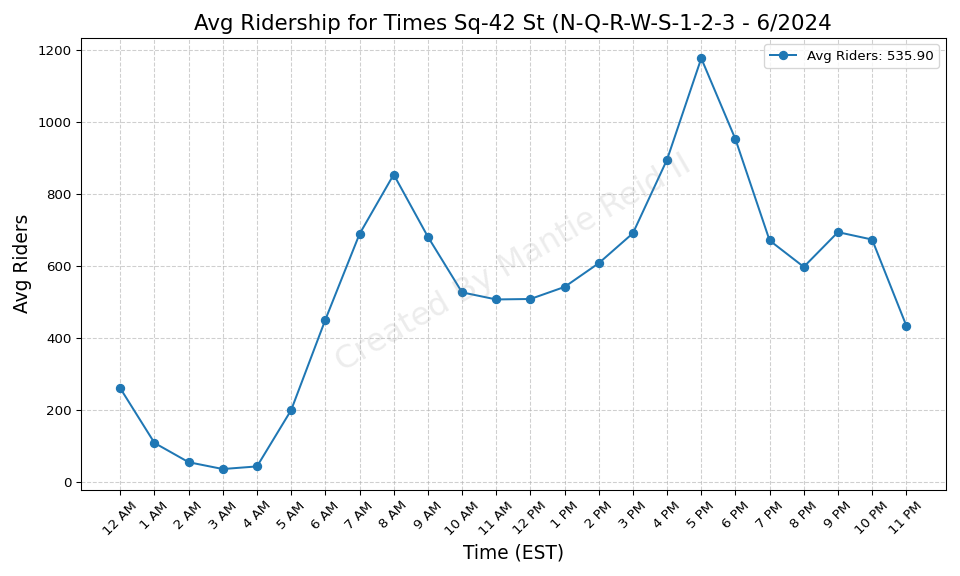 Avg Ridership for Times Sq-42 St (N-Q-R-W-S-1-2-3 - 6/2024
Avg Riders: 535.90
1200
1000
800
600
400
200
0
Avg Riders
Created By Mantie Reid II
12 AM
1 AM
2 AM
3 AM
4 AM
5 AM
6 AM
7 AM
8 AM
9 AM
10 AM
11 AM
12 PM
1 PM
2 PM
3 PM
4 PM
5 PM
6 PM
7 PM
8 PM
9 PM
10 PM
11 PM
Time (EST)